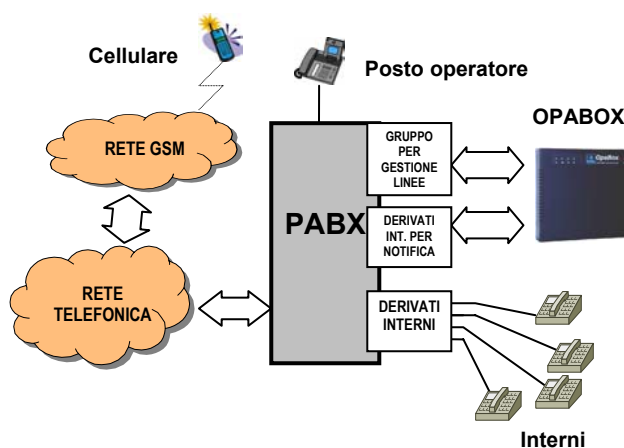 Cellulare
Posto operatore
OPABOX
RETE GSM
GRUPPO
PER
GESTIONE
LINEE
OpaBox
PABX
DERIVATI
INT. PER
NOTIFICA
RETE
TELEFONICA
DERIVATI
INTERNI
Interni